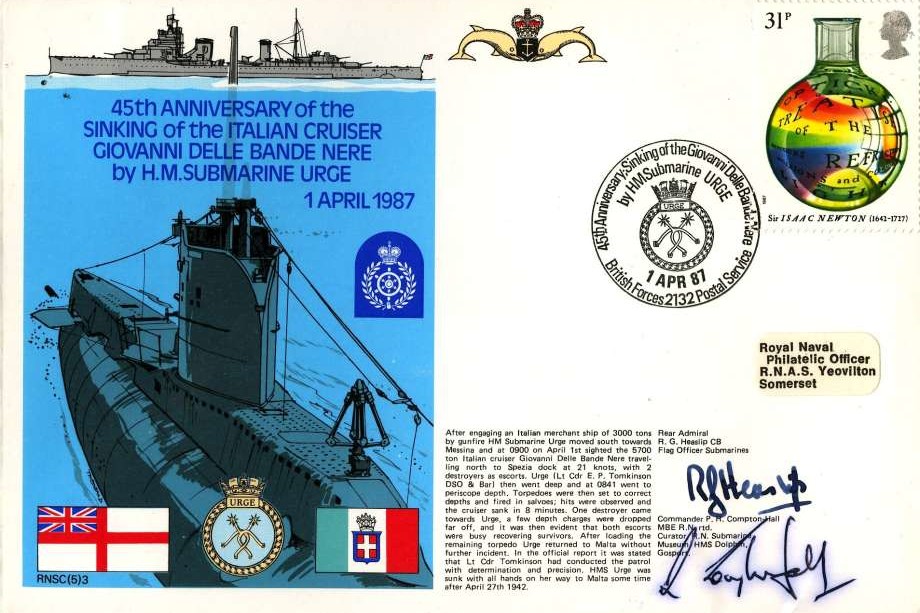 45th ANNIVERSARY of the
SINKING of the ITALIAN CRUISER
GIOVANNI DELLE BANDE NERE
by H.M.SUBMARINE URGE
1 APRIL 1987
URGE
RNSC(5)3
31P
OPTICKS
TREATISE
OF THE
REFLEXIONS and
LIGHT
Sir ISAAC NEWTON (1642-1727)
1987
45th Anniversary, Sinking of the Giovanni Delle Bande Nere
by HM Submarine URGE
URGE
1 APR 87
British Forces 2132 Postal Service
Royal Naval
Philatelic Officer
R.N.A.S. Yeovilton
Somerset
After engaging an Italian merchant ship of 3000 tons
by gunfire HM Submarine Urge moved south towards
Messina and at 0900 on April 1st sighted the 5700
ton Italian cruiser Giovanni Delle Bande Nere travel-
ling north to Spezia dock at 21 knots, with 2
destroyers as escorts. Urge (Lt Cdr E. P. Tomkinson
DSO & Bar) then went deep and at 0841 went to
periscope depth. Torpedoes were then set to correct
depths and fired in salvoes; hits were observed and
the cruiser sank in 8 minutes. One destroyer came
towards Urge, a few depth charges were dropped
far off, and it was then evident that both escorts
were busy recovering survivors. After loading the
remaining torpedo Urge returned to Malta without
further incident. In the official report it was stated
that Lt Cdr Tomkinson had conducted the patrol
with determination and precision. HMS Urge was
sunk with all hands on her way to Malta some time
after April 27th 1942.
Rear Admiral
R. G. Heaslip CB
Flag Officer Submarines
RG Heaslip
Commander P. R. Compton-Hall
MBE R.N. rtd.
Curator, R.N. Submarine
Museum, HMS Dolphin,
Gosport